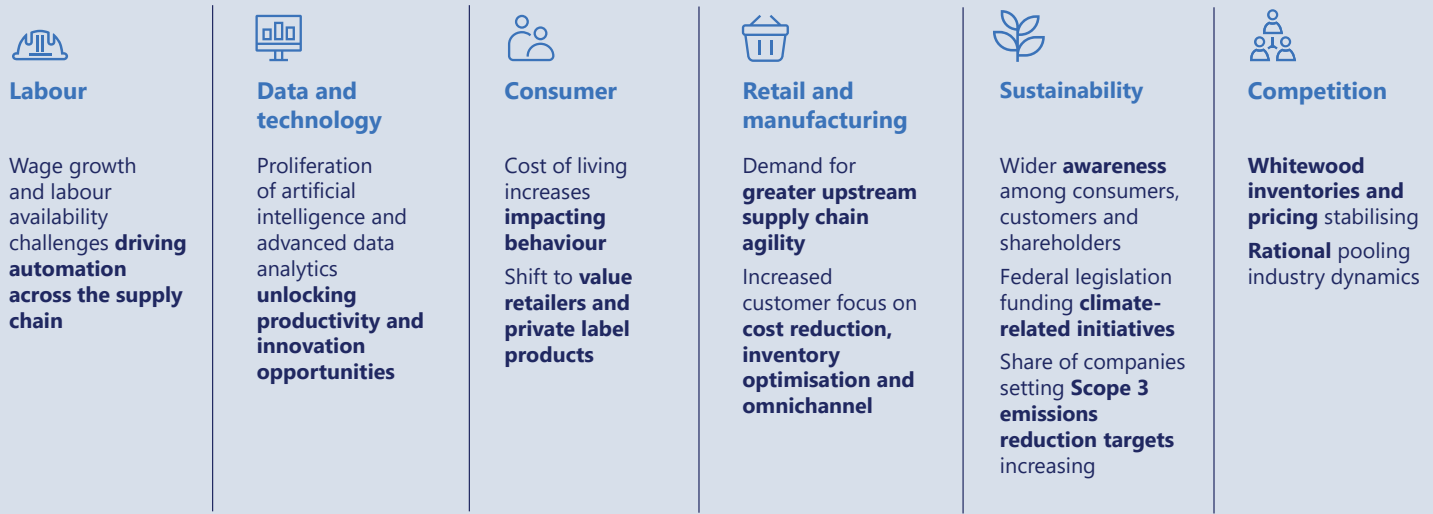 Labour
Wage growth
and labour
availability
challenges driving
automation
across the supply
chain
Data and
technology
Proliferation
of artificial
intelligence and
advanced data
analytics
unlocking
productivity and
innovation
opportunities
Consumer
Cost of living
increases
impacting
behaviour
Shift to value
retailers and
private label
products
Retail and
manufacturing
Demand for
greater upstream
supply chain
agility
Increased
customer focus on
cost reduction,
inventory
optimisation and
omnichannel
Sustainability
Wider awareness
among consumers,
customers and
shareholders
Federal legislation
funding climate-
related initiatives
Share of companies
setting Scope 3
emissions
reduction targets
increasing
Competition
Whitewood
inventories and
pricing stabilising
Rational pooling
industry dynamics